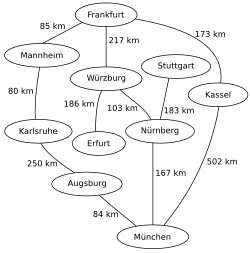 Frankfurt
85 km
217 km
173 km
Mannheim
Würzburg
Stuttgart
80 km
186 km
103 km
183 km
Kassel
Karlsruhe
Erfurt
Nürnberg
250 km
167 km
502 km
Augsburg
84 km
München